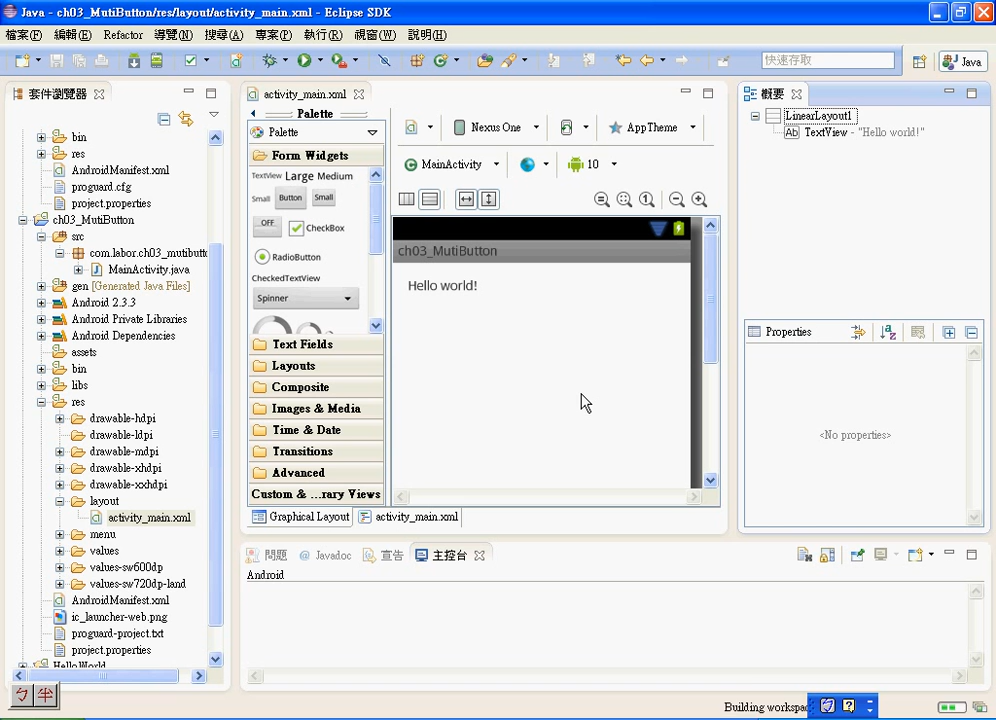 Java - ch03_MutiButton/res/layout/activity_main.xml - Eclipse SDK
檔案(F) 編輯(E) Refactor 導覽(N) 搜尋(A) 專案(P) 執行(R) 視窗(W) 說明(H)
快速存取
Java
套件瀏覽器
bin
res
AndroidManifest.xml
proguard.cfg
project.properties
ch03_MutiButton
src
com.labor.ch03_mutibutt
MainActivity.java
gen [Generated Java Files]
Android 2.3.3
Android Private Libraries
Android Dependencies
assets
bin
libs
res
drawable-hdpi
drawable-ldpi
drawable-mdpi
drawable-xhdpi
drawable-xxhdpi
layout
activity_main.xml
menu
values
values-sw600dp
values-sw720dp-land
AndroidManifest.xml
ic_launcher-web.png
proguard-project.txt
project.properties
HelloWorld
ㄅ 半
activity_main.xml
Palette
Palette
Form Widgets
TextView Large Medium
Small Button Small
OFF CheckBox
RadioButton
CheckedTextView
Spinner
Text Fields
Layouts
Composite
Images & Media
Time & Date
Transitions
Advanced
Custom & ...rary Views
Nexus One AppTheme
MainActivity 10
ch03_MutiButton
Hello world!
Graphical Layout activity_main.xml
概要
LinearLayout1
Ab TextView - "Hello world!"
Properties
<No properties>
問題 @ Javadoc 宣告 主控台
Android
Building workspac